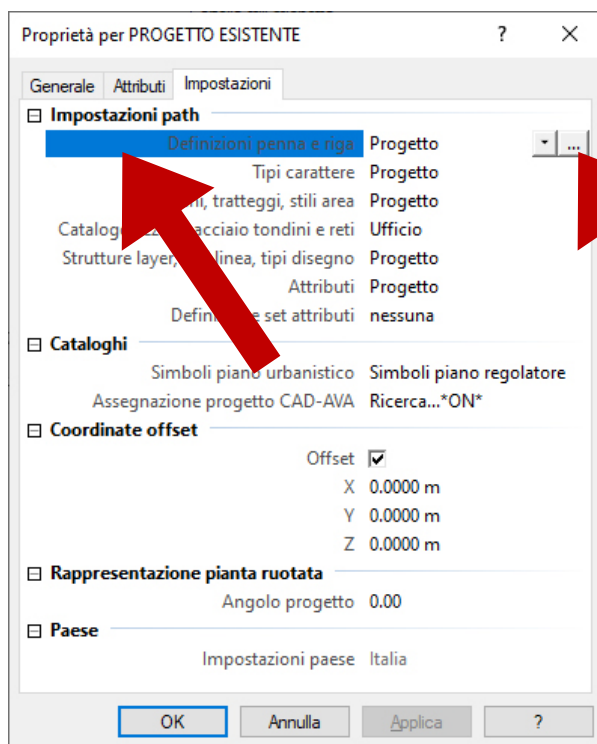 Proprietà per PROGETTO ESISTENTE ? ×
Generale Attributi Impostazioni
Impostazioni path
Definizioni penna e riga Progetto ...
Tipi carattere Progetto
tratteggi, stili area Progetto
acciaio tondini e reti Ufficio
Strutture layer, linea, tipi disegno Progetto
Attributi Progetto
set attributi nessuna
Cataloghi
Simboli piano urbanistico Simboli piano regolatore
Assegnazione progetto CAD-AVA Ricerca...*ON*
Coordinate offset
Offset
X 0.0000 m
Y 0.0000 m
Z 0.0000 m
Rappresentazione pianta ruotata
Angolo progetto 0.00
Paese
Impostazioni paese Italia
OK Annulla Applica ?